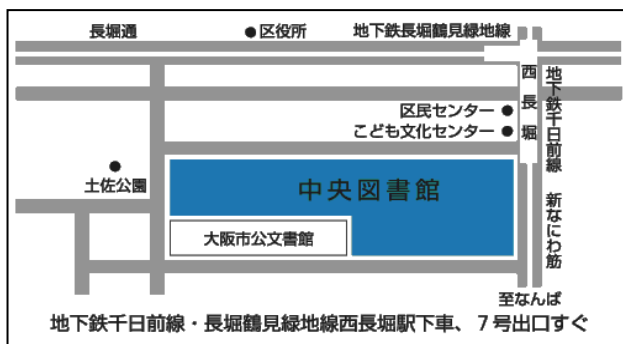 長堀通
●区役所
地下鉄長堀鶴見緑地線
西長堀
地下鉄千日前線
新なにわ筋
区民センター●
こども文化センター●
土佐公園
中央図書館
大阪市公文書館
至なんば
地下鉄千日前線・長堀鶴見緑地線西長堀駅下車、7号出口すぐ